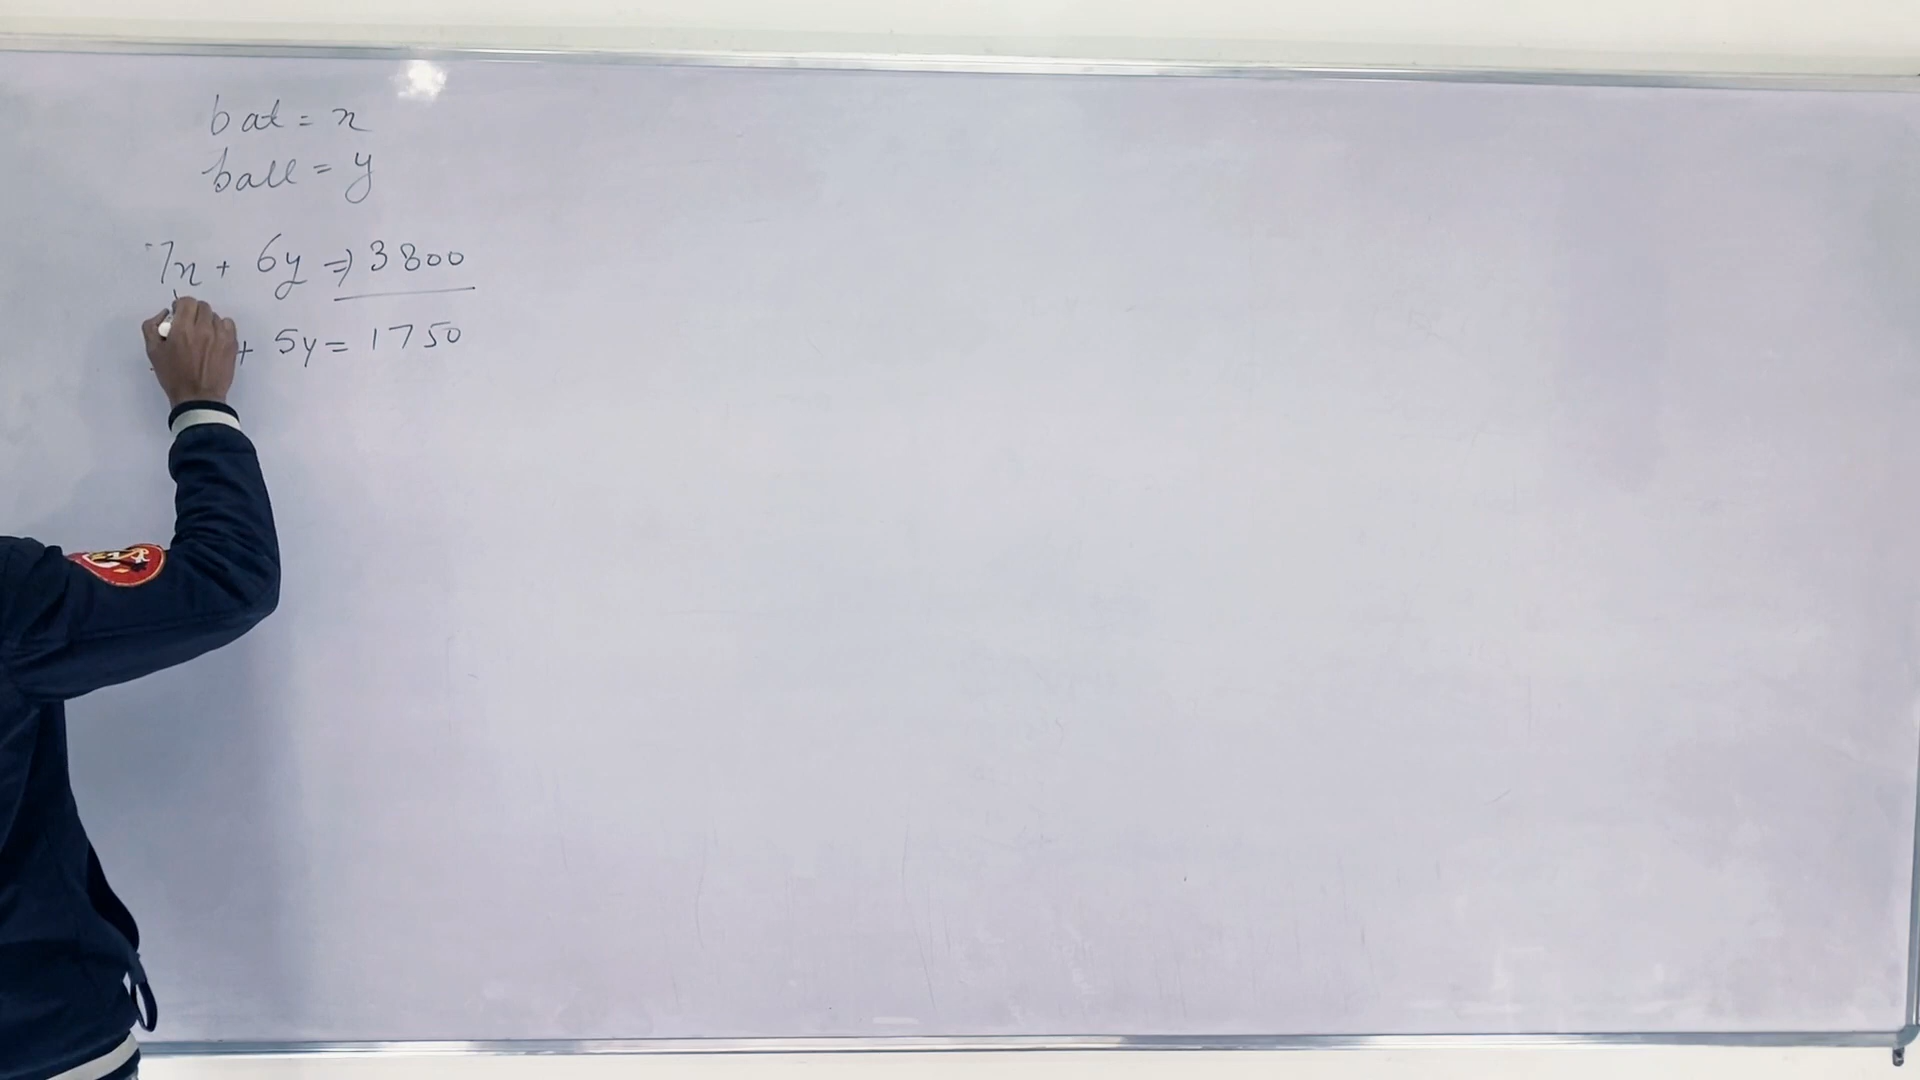 bat = x
ball = y
7x + 6y => 3800
+ 5y = 1750